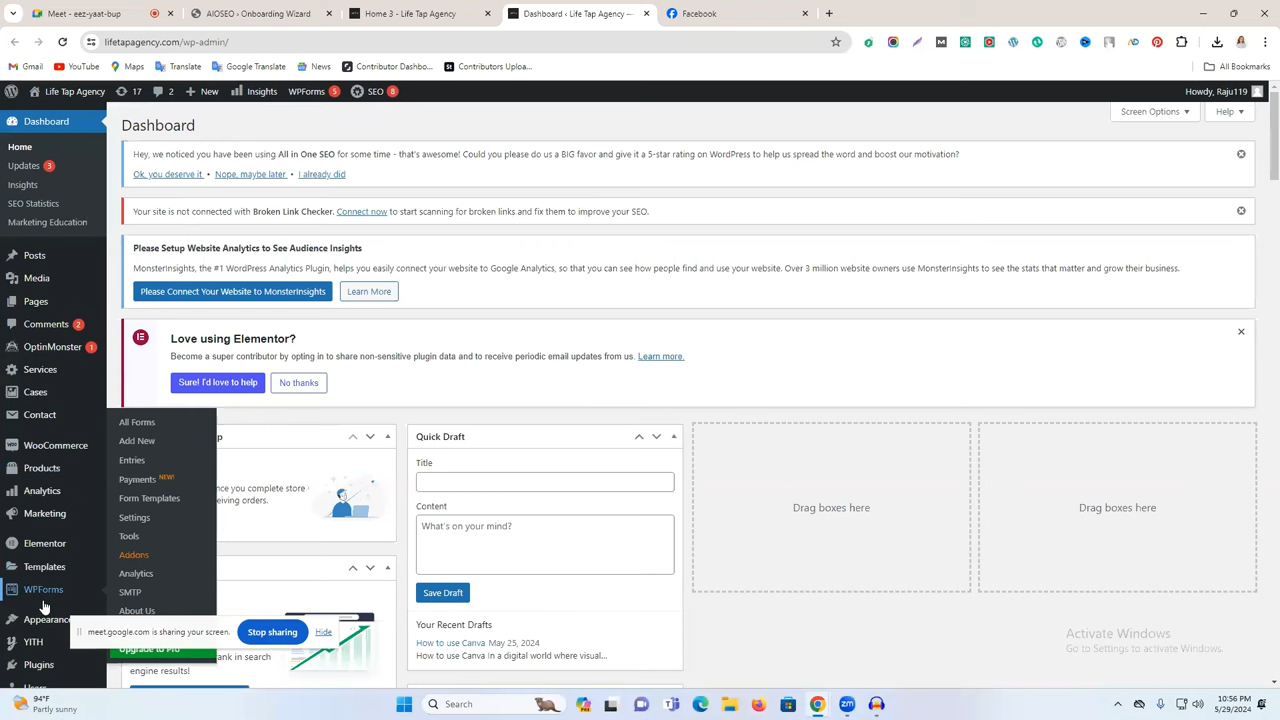 Meet -
AIOSEO - Onboarding Wizard
Home 3 - Life Tap Agency
Dashboard ‹ Life Tap Agency —
Facebook
lifetapagency.com/wp-admin/
Gmail
YouTube
Maps
Translate
Google Translate
News
Contributor Dashbo...
Contributors Uploa...
All Bookmarks
Life Tap Agency
17
2
New
Insights
WPForms 5
SEO 8
Howdy, Raju119
Dashboard
Home
Updates 3
Insights
SEO Statistics
Marketing Education
Posts
Media
Pages
Comments 2
OptinMonster 1
Services
Cases
Contact
WooCommerce
Products
Analytics
Marketing
Elementor
Templates
WPForms
Appearance
YITH
Plugins
Users
Screen Options
Help
Dashboard
Hey, we noticed you have been using All in One SEO for some time - that's awesome! Could you please do us a BIG favor and give it a 5-star rating on WordPress to help us spread the word and boost our motivation?
Ok, you deserve it • Nope, maybe later • I already did
Your site is not connected with Broken Link Checker. Connect now to start scanning for broken links and fix them to improve your SEO.
Please Setup Website Analytics to See Audience Insights
MonsterInsights, the #1 WordPress Analytics Plugin, helps you easily connect your website to Google Analytics, so that you can see how people find and use your website. Over 3 million website owners use MonsterInsights to see the stats that matter and grow their business.
Please Connect Your Website to MonsterInsights
Learn More
Love using Elementor?
Become a super contributor by opting in to share non-sensitive plugin data and to receive periodic email updates from us. Learn more.
Sure! I'd love to help
No thanks
All Forms
Add New
Entries
Payments NEW!
Form Templates
Settings
Tools
Addons
Analytics
SMTP
About Us
Upgrade to Pro
once you complete store
receiving orders.
rank in search
engine results!
Quick Draft
Title
Content
What's on your mind?
Save Draft
Your Recent Drafts
How to use Canva May 25, 2024
How to use Canva In a digital world where visual...
Drag boxes here
Drag boxes here
meet.google.com is sharing your screen.
Stop sharing
Hide
Activate Windows
Go to Settings to activate Windows.
94°F
Partly sunny
Search
10:56 PM
5/29/2024